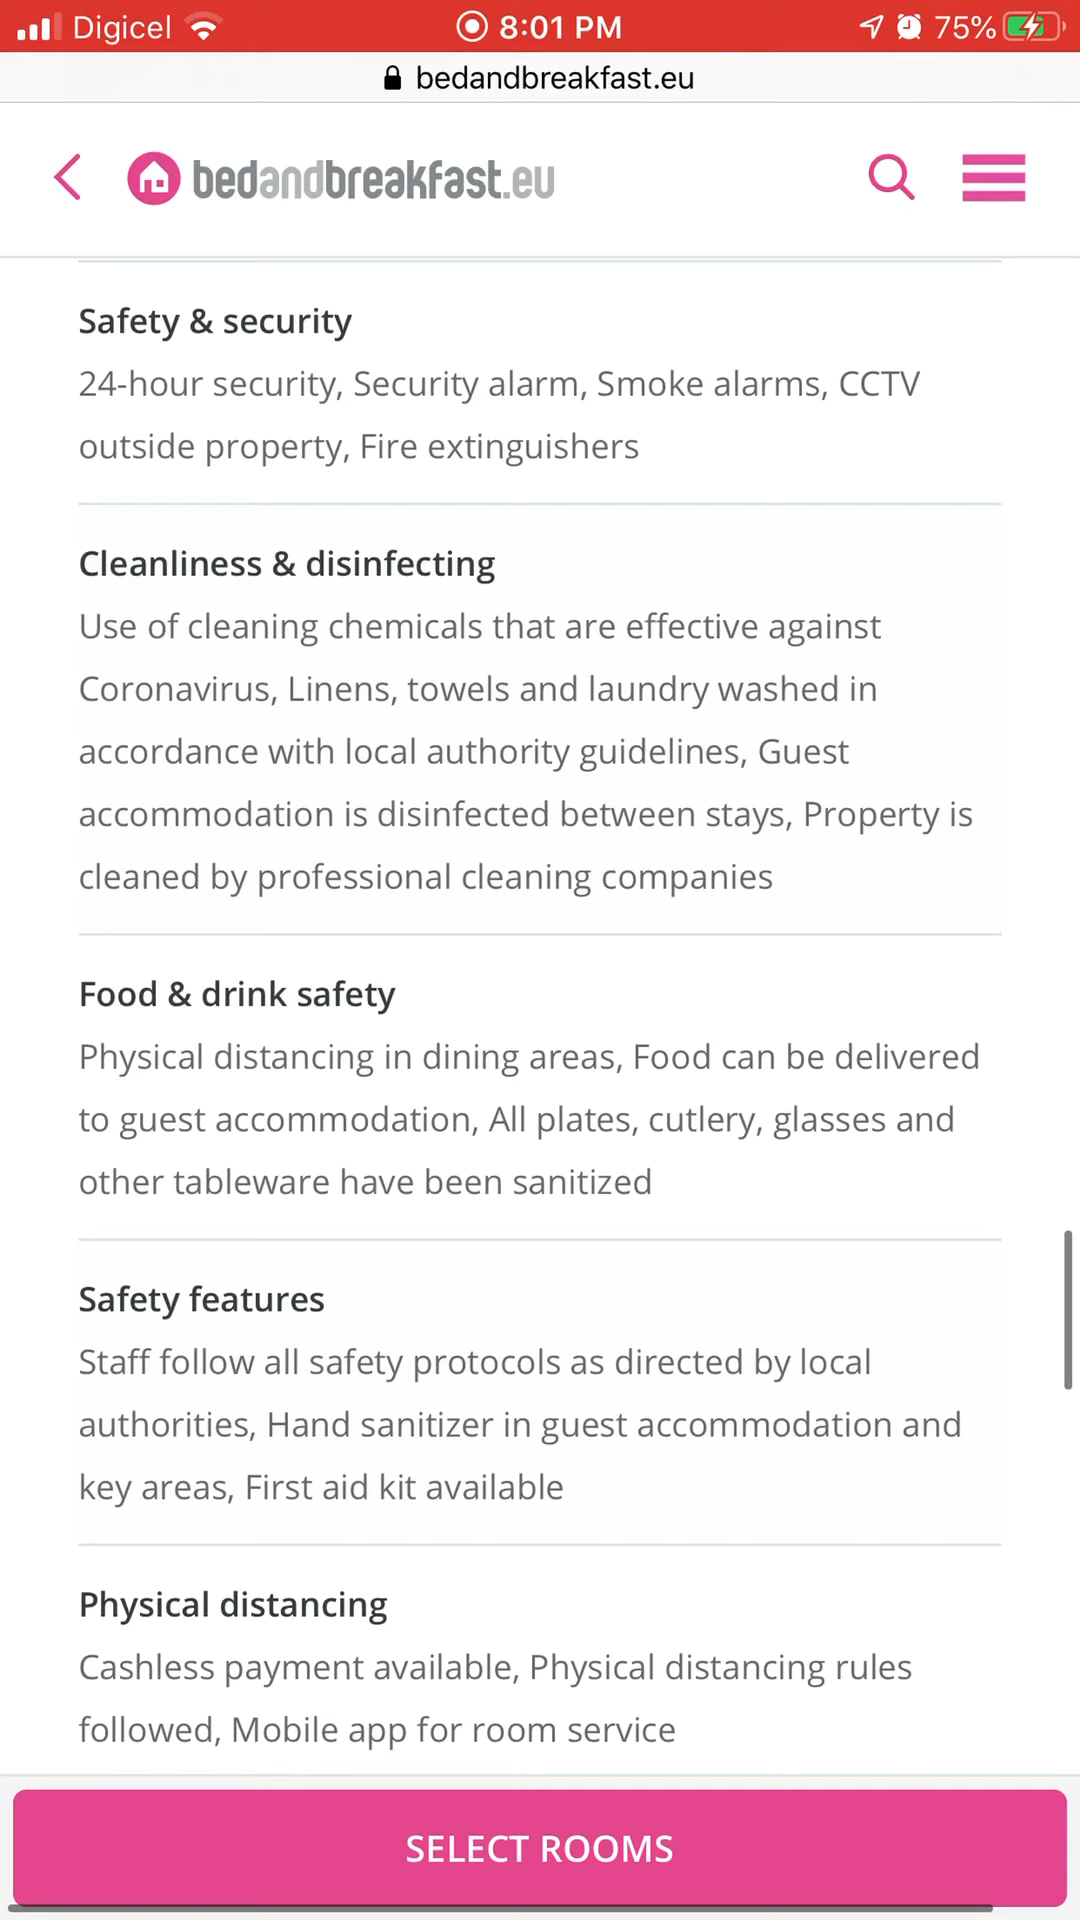 Digicel 8:01 PM 75%
bedandbreakfast.eu
bedandbreakfast.eu
Safety & security
24-hour security, Security alarm, Smoke alarms, CCTV
outside property, Fire extinguishers
Cleanliness & disinfecting
Use of cleaning chemicals that are effective against
Coronavirus, Linens, towels and laundry washed in
accordance with local authority guidelines, Guest
accommodation is disinfected between stays, Property is
cleaned by professional cleaning companies
Food & drink safety
Physical distancing in dining areas, Food can be delivered
to guest accommodation, All plates, cutlery, glasses and
other tableware have been sanitized
Safety features
Staff follow all safety protocols as directed by local
authorities, Hand sanitizer in guest accommodation and
key areas, First aid kit available
Physical distancing
Cashless payment available, Physical distancing rules
followed, Mobile app for room service
SELECT ROOMS